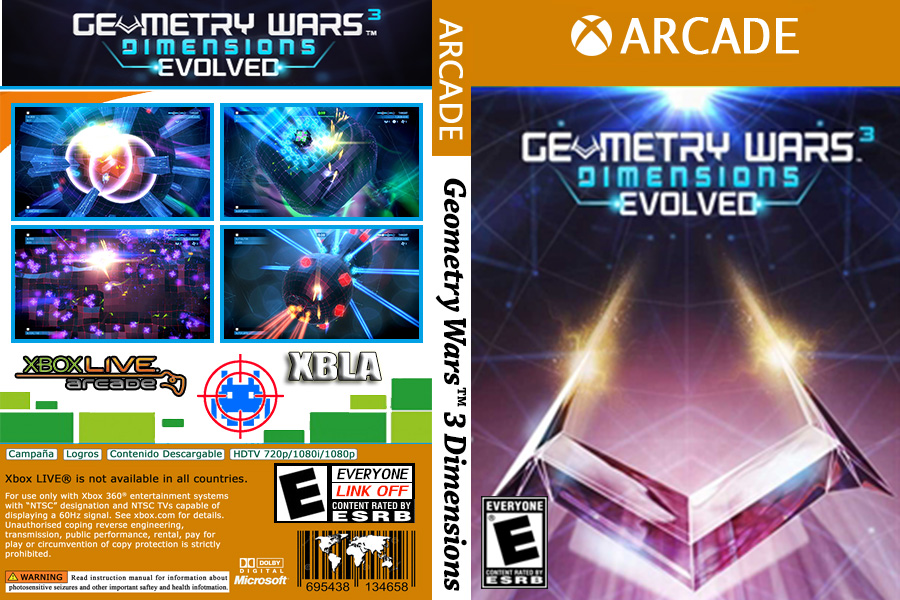 GEOMETRY WARS 3 ™
DIMENSIONS
EVOLVED
XBOX LIVE.
arcade
XBLA
Campaña
Logros
Contenido Descargable
HDTV 720p/1080i/1080p
Xbox LIVE® is not available in all countries.
For use only with Xbox 360® entertainment systems
with “NTSC” designation and NTSC TVs capable of
displaying a 60Hz signal. See xbox.com for details.
Unauthorised coping reverse engineering,
transmission, public performance, rental, pay for
play or circumvention of copy protection is strictly
prohibited.
WARNING Read instruction manual for information about
photosensitive seizures and other important saftey and health infotmation.
E
EVERYONE
LINK OFF
CONTENT RATED BY
ESRB
DOLBY
DIGITAL
Microsoft
695438 134658
ARCADE
Geometry Wars™ 3 Dimensions
ARCADE
GEOMETRY WARS™ 3
DIMENSIONS
EVOLVED
EVERYONE
E
CONTENT RATED BY
ESRB